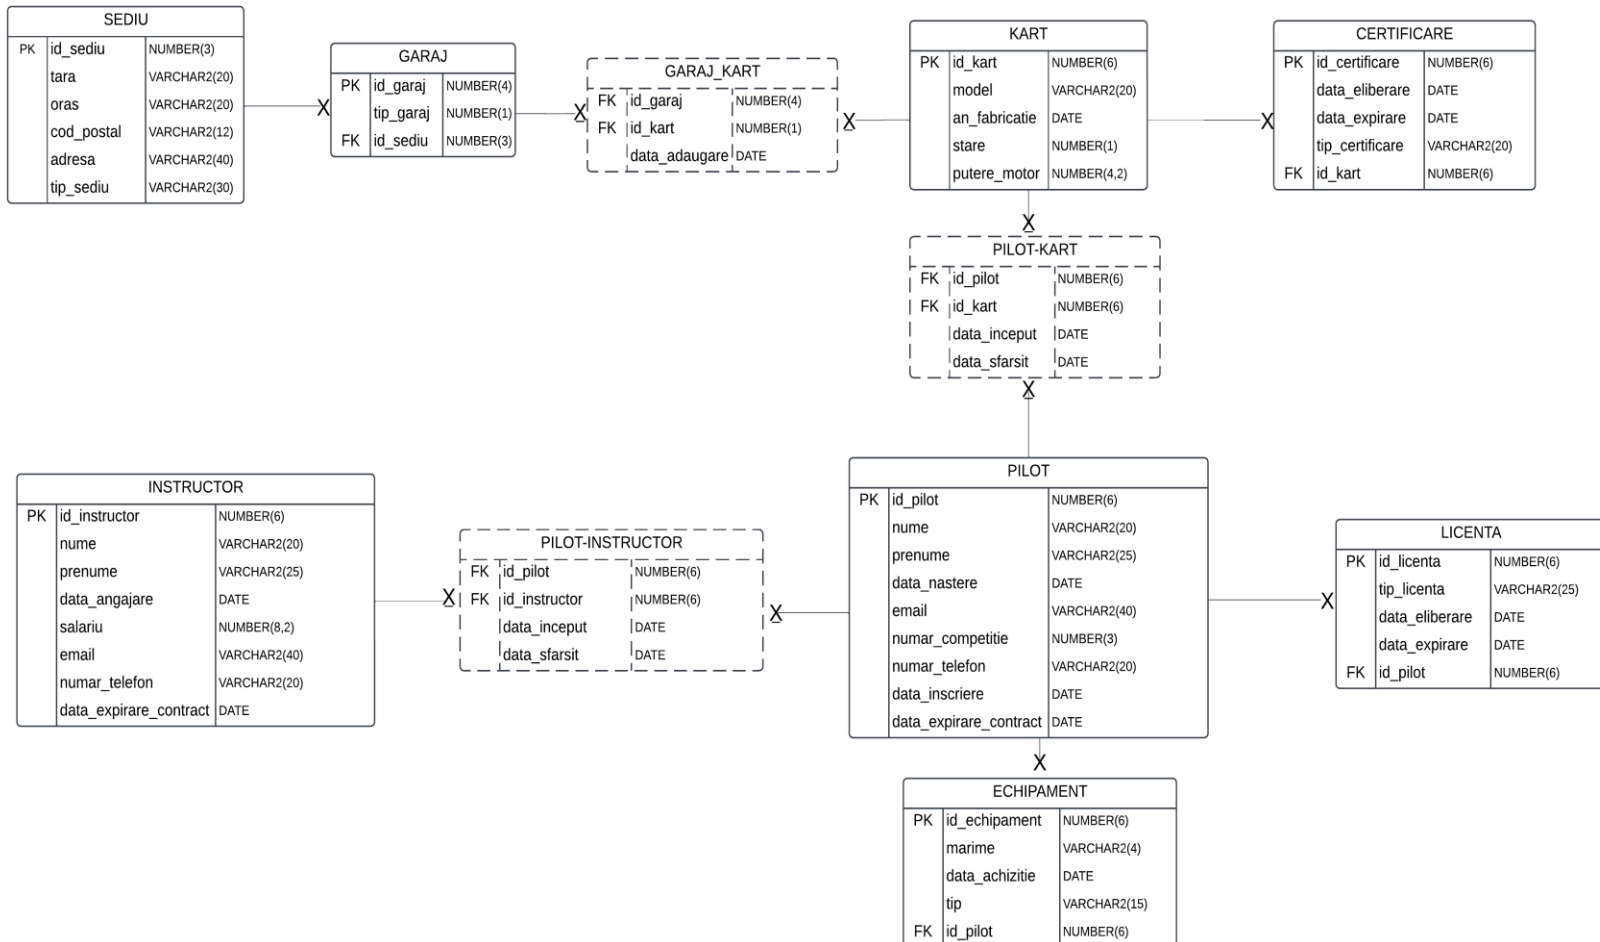 SEDIU
PK id_sediu NUMBER(3)
tara VARCHAR2(20)
oras VARCHAR2(20)
cod_postal VARCHAR2(12)
adresa VARCHAR2(40)
tip_sediu VARCHAR2(30)
GARAJ
PK id_garaj NUMBER(4)
tip_garaj NUMBER(1)
FK id_sediu NUMBER(3)
GARAJ_KART
FK id_garaj NUMBER(4)
FK id_kart NUMBER(1)
data_adaugare DATE
KART
PK id_kart NUMBER(6)
model VARCHAR2(20)
an_fabricatie DATE
stare NUMBER(1)
putere_motor NUMBER(4,2)
CERTIFICARE
PK id_certificare NUMBER(6)
data_eliberare DATE
data_expirare DATE
tip_certificare VARCHAR2(20)
FK id_kart NUMBER(6)
PILOT-KART
FK id_pilot NUMBER(6)
FK id_kart NUMBER(6)
data_inceput DATE
data_sfarsit DATE
INSTRUCTOR
PK id_instructor NUMBER(6)
nume VARCHAR2(20)
prenume VARCHAR2(25)
data_angajare DATE
salariu NUMBER(8,2)
email VARCHAR2(40)
numar_telefon VARCHAR2(20)
data_expirare_contract DATE
PILOT-INSTRUCTOR
FK id_pilot NUMBER(6)
FK id_instructor NUMBER(6)
data_inceput DATE
data_sfarsit DATE
PILOT
PK id_pilot NUMBER(6)
nume VARCHAR2(20)
prenume VARCHAR2(25)
data_nastere DATE
email VARCHAR2(40)
numar_competitie NUMBER(3)
numar_telefon VARCHAR2(20)
data_inscriere DATE
data_expirare_contract DATE
LICENTA
PK id_licenta NUMBER(6)
tip_licenta VARCHAR2(25)
data_eliberare DATE
data_expirare DATE
FK id_pilot NUMBER(6)
ECHIPAMENT
PK id_echipament NUMBER(6)
marime VARCHAR2(4)
data_achizitie DATE
tip VARCHAR2(15)
FK id_pilot NUMBER(6)